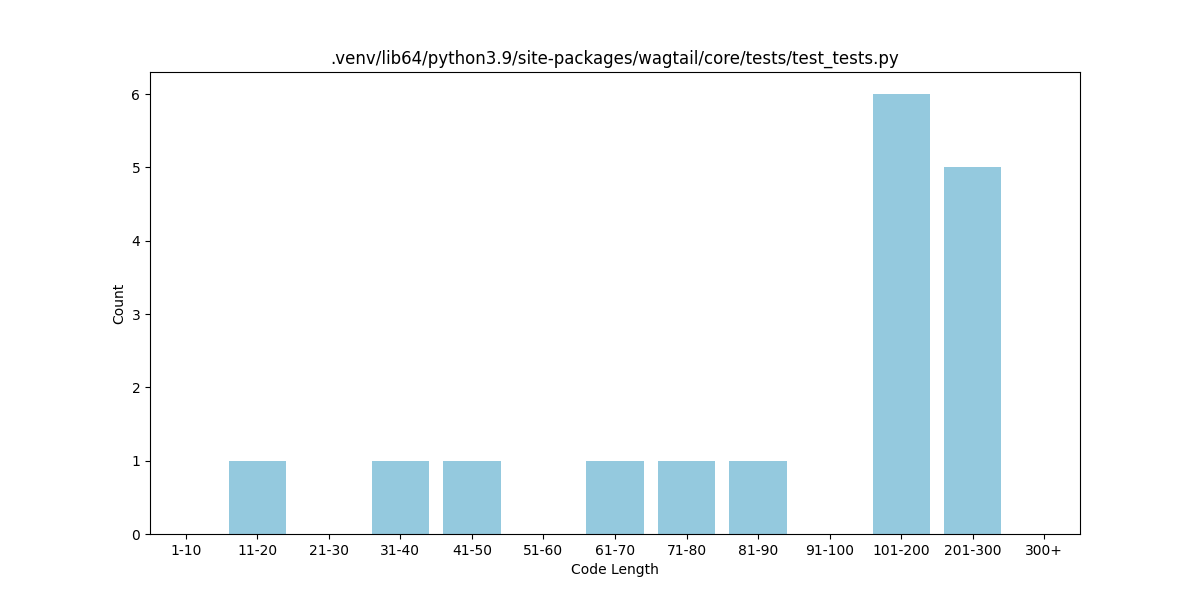 .venv/lib64/python3.9/site-packages/wagtail/core/tests/test_tests.py
6
5
4
3
2
1
0
Count
1-10 11-20 21-30 31-40 41-50 51-60 61-70 71-80 81-90 91-100 101-200 201-300 300+
Code Length